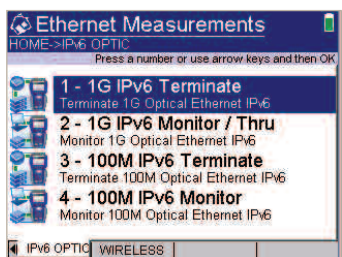 Ethernet Measurements
HOME->IPv6 OPTIC
Press a number or use arrow keys and then OK
1 - 1G IPv6 Terminate
Terminate 1G Optical Ethernet IPv6
2 - 1G IPv6 Monitor / Thru
Monitor 1G Optical Ethernet IPv6
3 - 100M IPv6 Terminate
Terminate 100M Optical Ethernet IPv6
4 - 100M IPv6 Monitor
Monitor 100M Optical Ethernet IPv6
IPV6 OPTIC WIRELESS